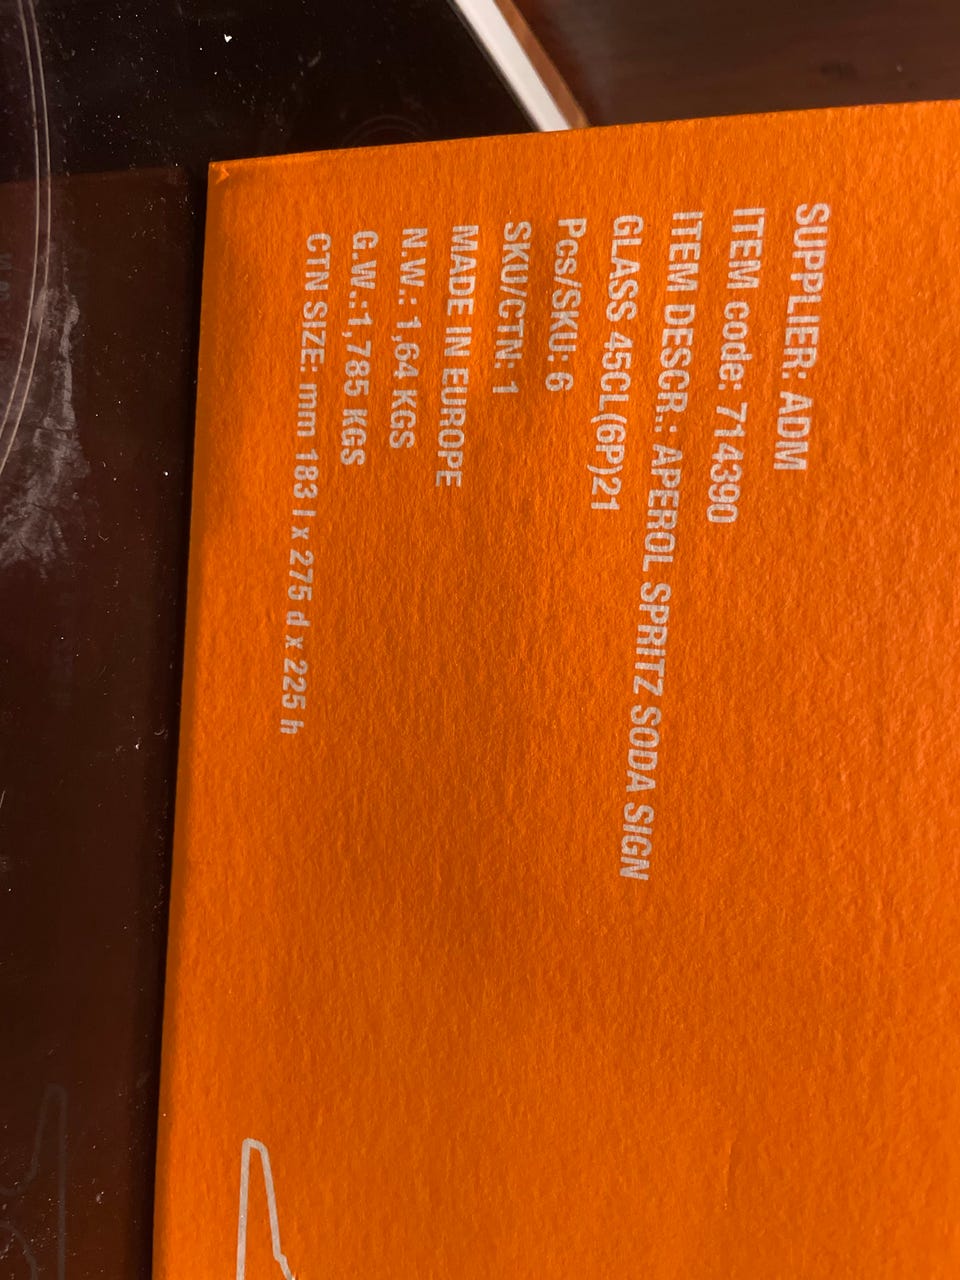 SUPPLIER: ADM
ITEM code: 714390
ITEM DESCR.: APEROL SPRITZ SODA SIGN
GLASS 45CL(6P)21
Pcs/SKU: 6
SKU/CTN: 1
MADE IN EUROPE
N.W.: 1,64 KGS
G.W.:1,785 KGS
CTN SIZE: mm 183 l x 275 d x 225 h